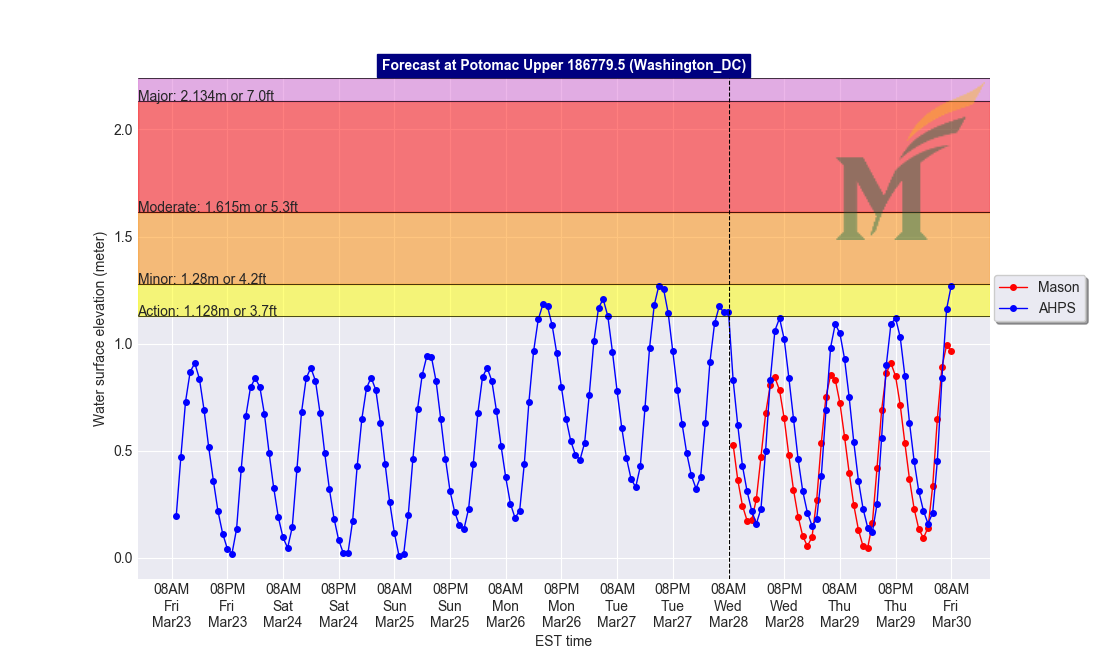 Forecast at Potomac Upper 186779.5 (Washington_DC)
Major: 2.134m or 7.0ft
2.0
Moderate: 1.615m or 5.3ft
1.5
Minor: 1.28m or 4.2ft
Action: 1.128m or 3.7ft
1.0
0.5
0.0
Water surface elevation (meter)
M
Mason
AHPS
08AM 08PM 08AM 08PM 08AM 08PM 08AM 08PM 08AM 08PM 08AM 08PM 08AM 08PM 08AM
Fri Fri Sat Sat Sun Sun Mon Mon Tue Tue Wed Wed Thu Thu Fri
Mar23 Mar23 Mar24 Mar24 Mar25 Mar25 Mar26 Mar26 Mar27 Mar27 Mar28 Mar28 Mar29 Mar29 Mar30
EST time